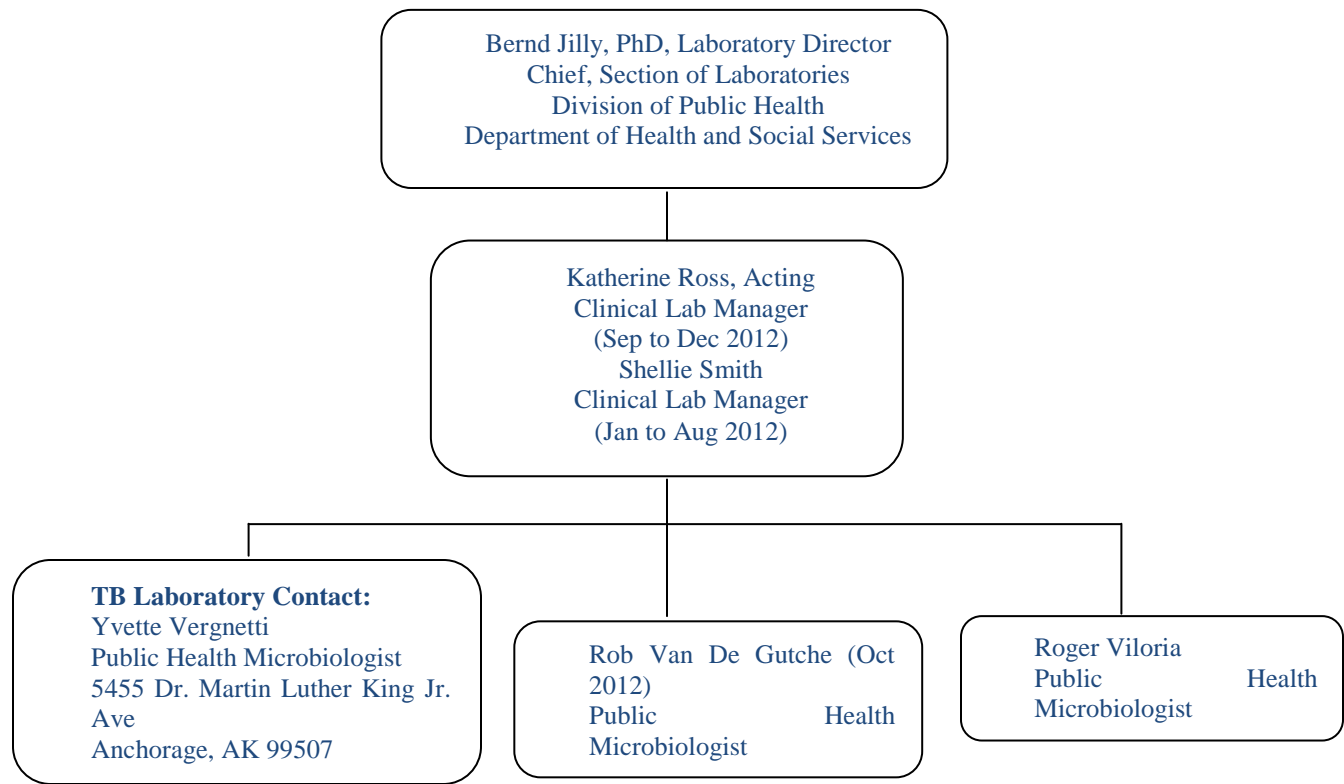 Bernd Jilly, PhD, Laboratory Director
Chief, Section of Laboratories
Division of Public Health
Department of Health and Social Services
Katherine Ross, Acting
Clinical Lab Manager
(Sep to Dec 2012)
Shellie Smith
Clinical Lab Manager
(Jan to Aug 2012)
TB Laboratory Contact:
Yvette Vergnetti
Public Health Microbiologist
5455 Dr. Martin Luther King Jr.
Ave
Anchorage, AK 99507
Rob Van De Gutche (Oct
2012)
Public Health
Microbiologist
Roger Viloria
Public Health
Microbiologist